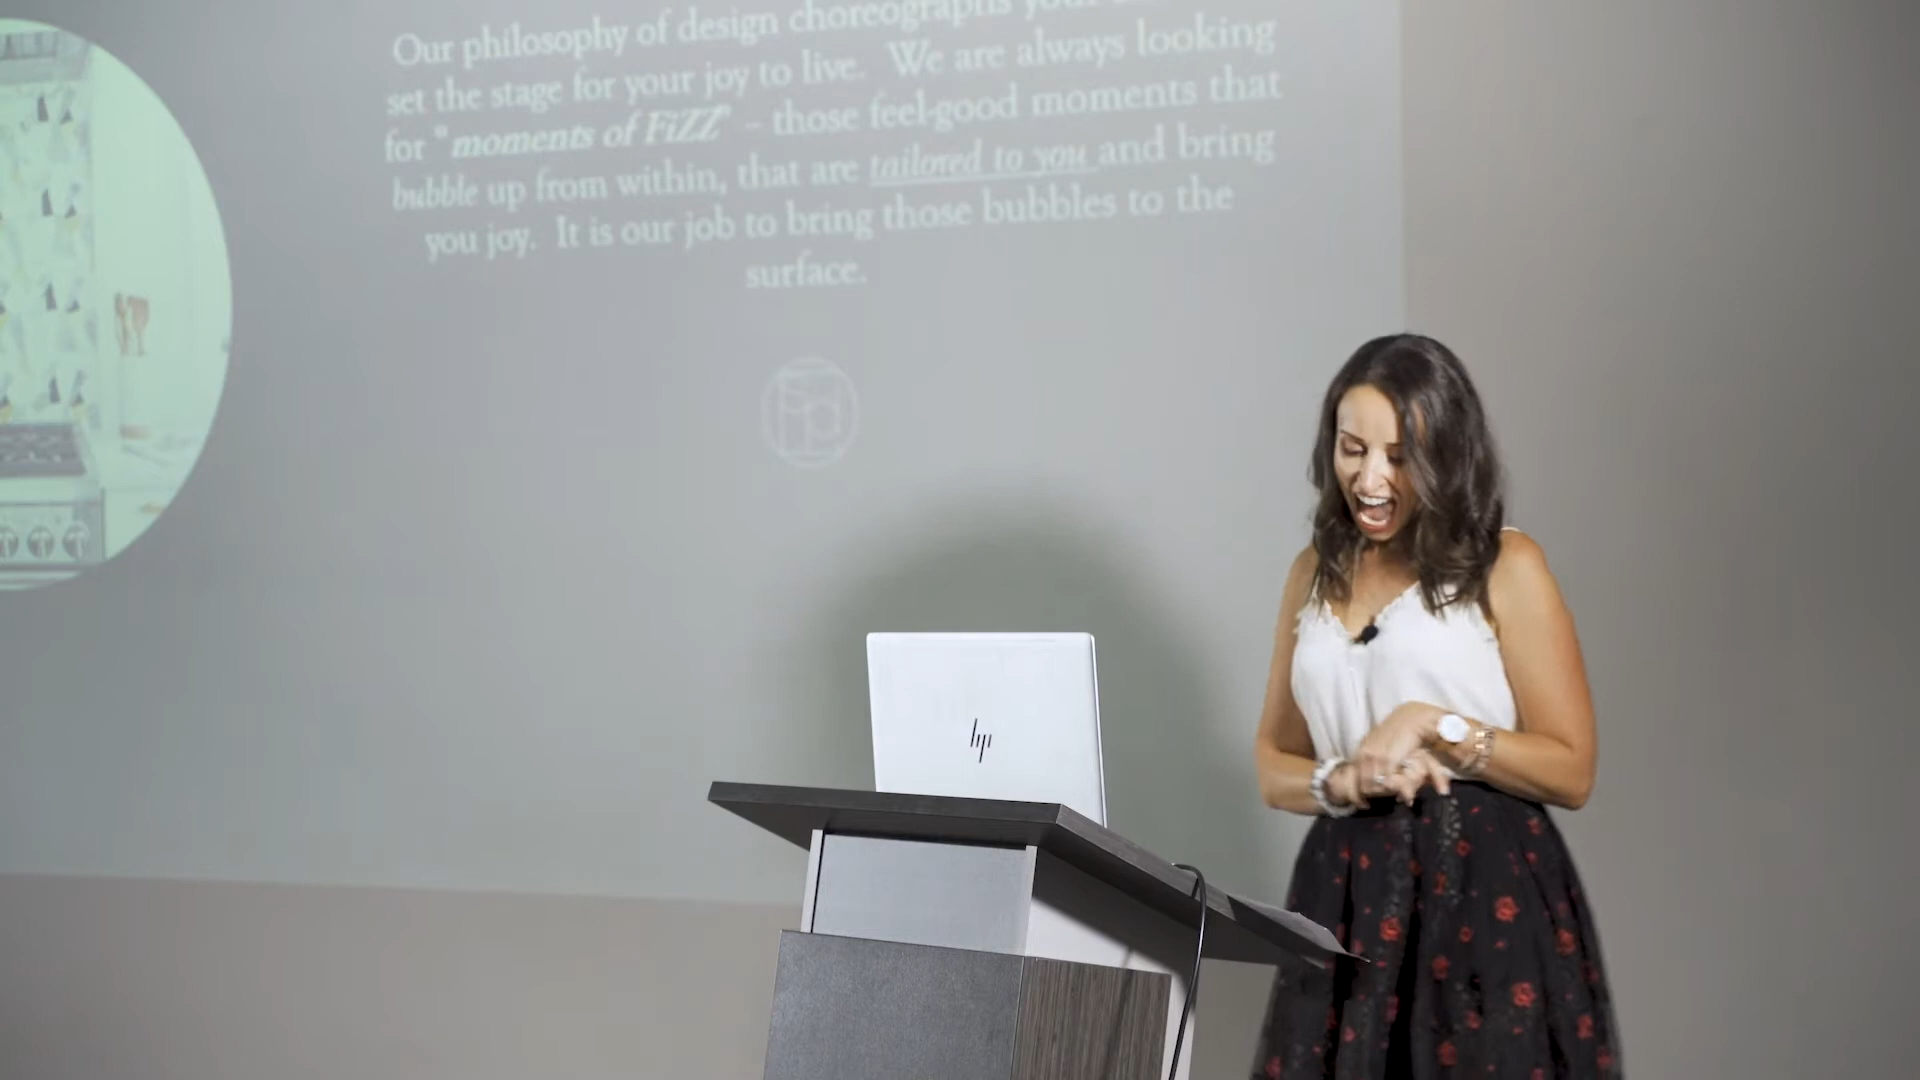 Our philosophy of design choreographs your
set the stage for your joy to live. We are always looking
for "moments of FiZZ" – those feel-good moments that
bubble up from within, that are tailored to you and bring
you joy. It is our job to bring those bubbles to the
surface.
hp